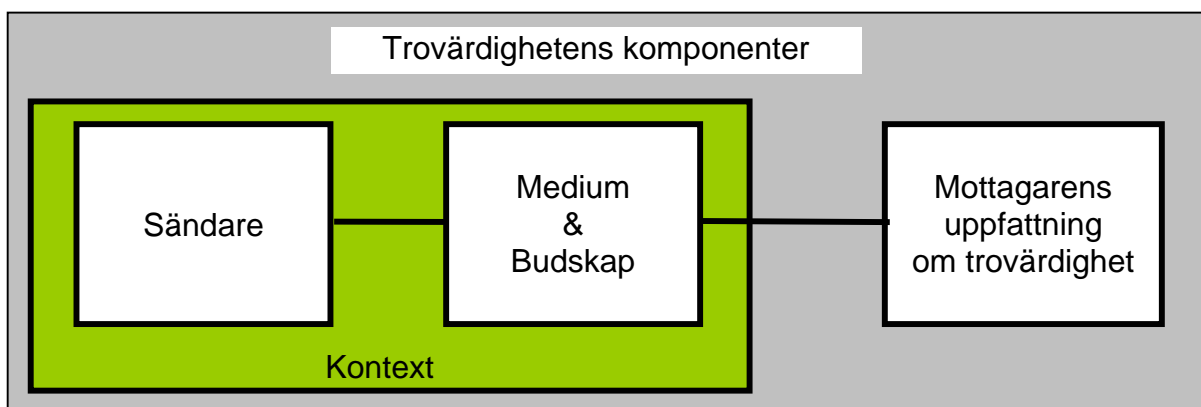 Trovärdighetens komponenter
Sändare
Medium
&
Budskap
Mottagarens
uppfattning
om trovärdighet
Kontext